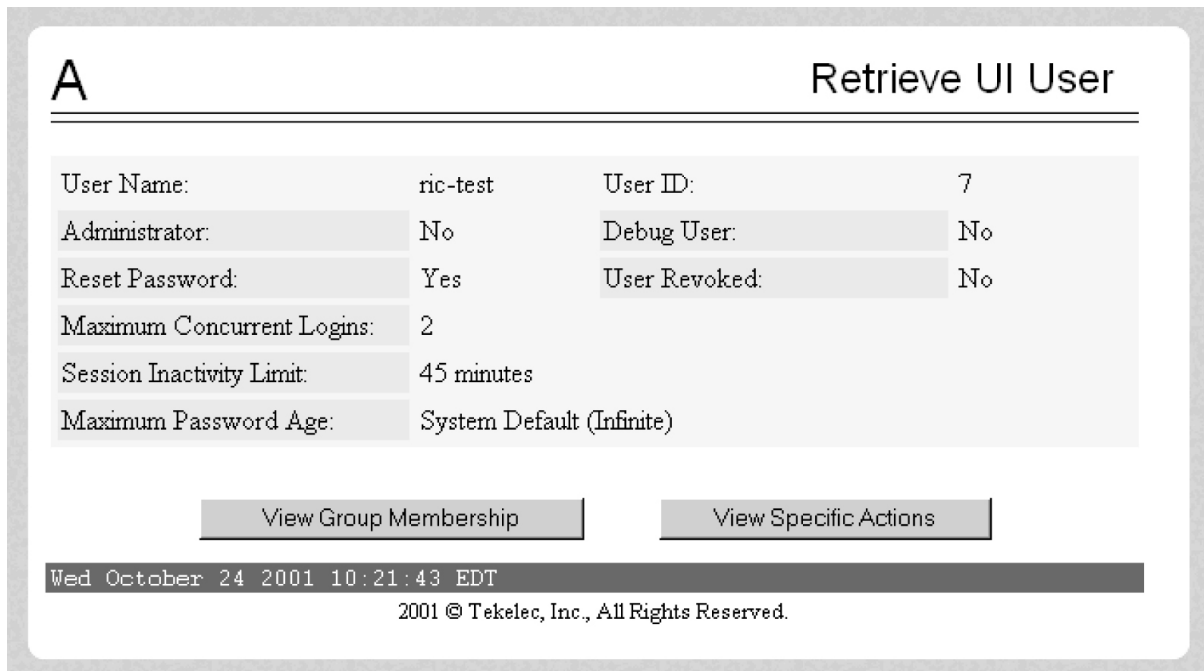 A Retrieve UI User
User Name: ric-test User ID: 7
Administrator: No Debug User: No
Reset Password: Yes User Revoked: No
Maximum Concurrent Logins: 2
Session Inactivity Limit: 45 minutes
Maximum Password Age: System Default (Infinite)
View Group Membership View Specific Actions
Wed October 24 2001 10:21:43 EDT
2001 © Tekelec, Inc., All Rights Reserved.